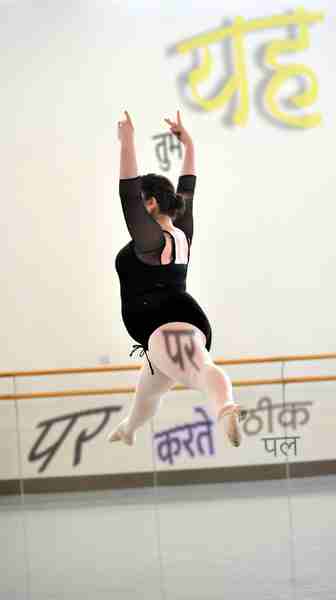 यह
तुम
पर
पर करते ठीक
पल